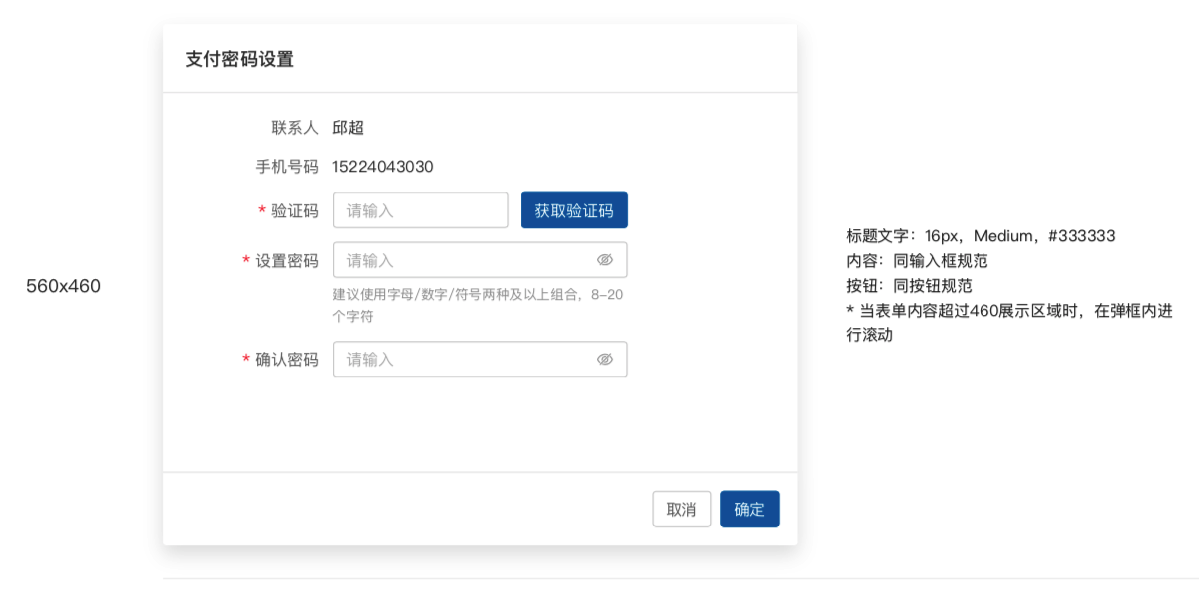 支付密码设置
联系人 邱超
手机号码 15224043030
* 验证码 请输入 获取验证码
* 设置密码 请输入
建议使用字母/数字/符号两种及以上组合，8-20
个字符
* 确认密码 请输入
取消 确定
560x460
标题文字：16px，Medium，#333333
内容：同输入框规范
按钮：同按钮规范
* 当表单内容超过460展示区域时，在弹框内进
行滚动